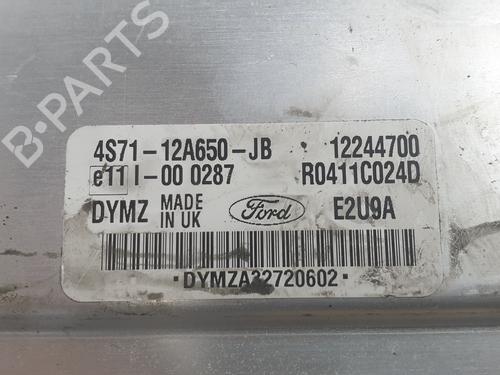 B-PARTS
4S71-12A650-JB 12244700
e11 I-00 0287 R0411C024D
DYMZ MADE IN UK Ford E2U9A
DYMZA32720602